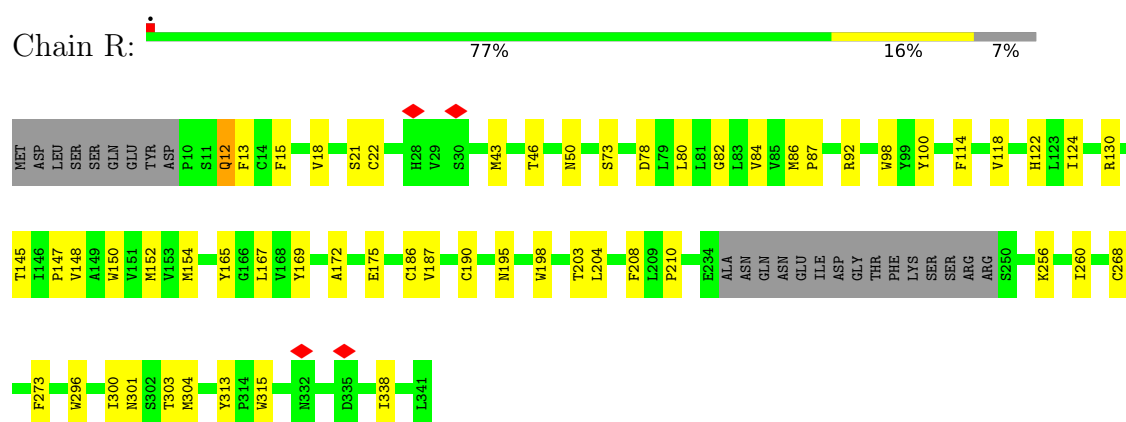 Chain R:
77% 16% 7%
MET ASP LEU SER SER GLN GLU TYR ASP P10 S11 Q12 F13 C14 F15 V18 S21 C22 H28 V29 S30 M43 T46 N50 S73 D78 L79 L80 L81 G82 L83 V84 V85 M86 P87 R92 W98 Y99 Y100 F114 V118 H122 L123 I124 R130
T145 I146 P147 V148 A149 W150 V151 M152 V153 M154 Y165 G166 L167 V168 Y169 A172 E175 C186 V187 C190 N195 W198 T203 L204 F208 L209 P210 E234 ALA ASN GLN ASN GLU ILE ASP GLY THR PHE LYS SER SER ARG ARG S250 K256 I260 C268
F273 W296 I300 N301 S302 T303 M304 Y313 P314 W315 N332 D335 I338 L341